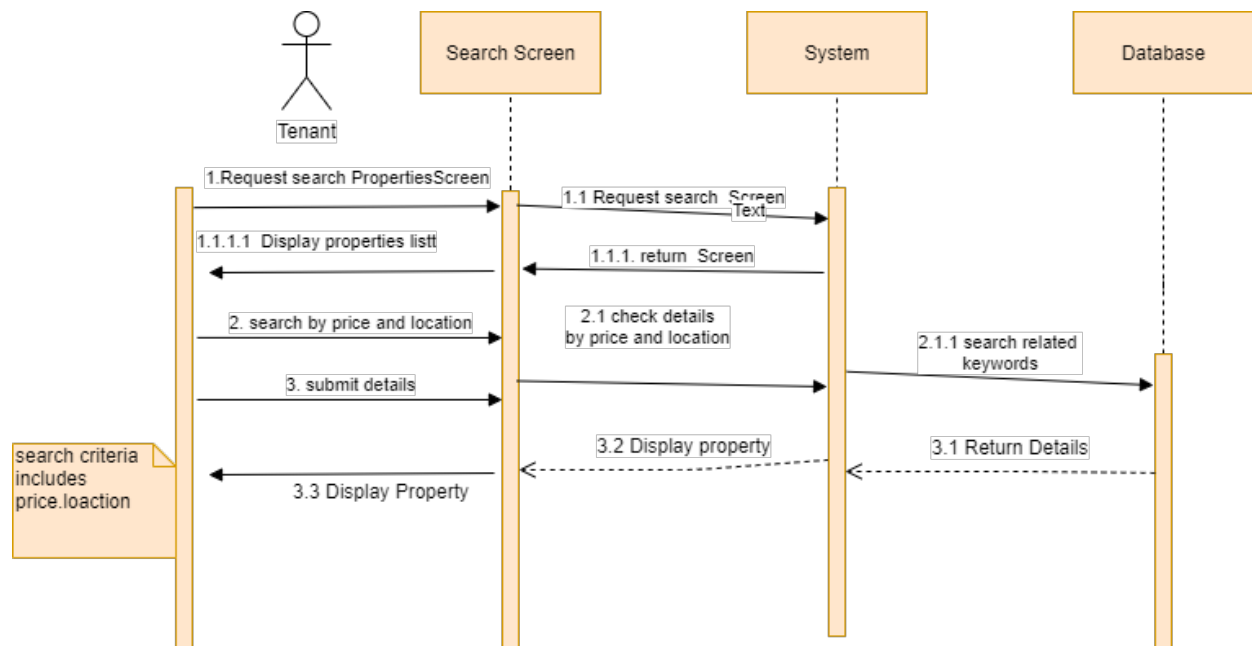 Search Screen
System
Database
Tenant
1.Request search PropertiesScreen
1.1 Request search Screen
Text
1.1.1.1 Display properties listt
1.1.1. return Screen
2. search by price and location
2.1 check details
by price and location
2.1.1 search related
keywords
3. submit details
search criteria
includes
price.loaction
3.2 Display property
3.1 Return Details
3.3 Display Property